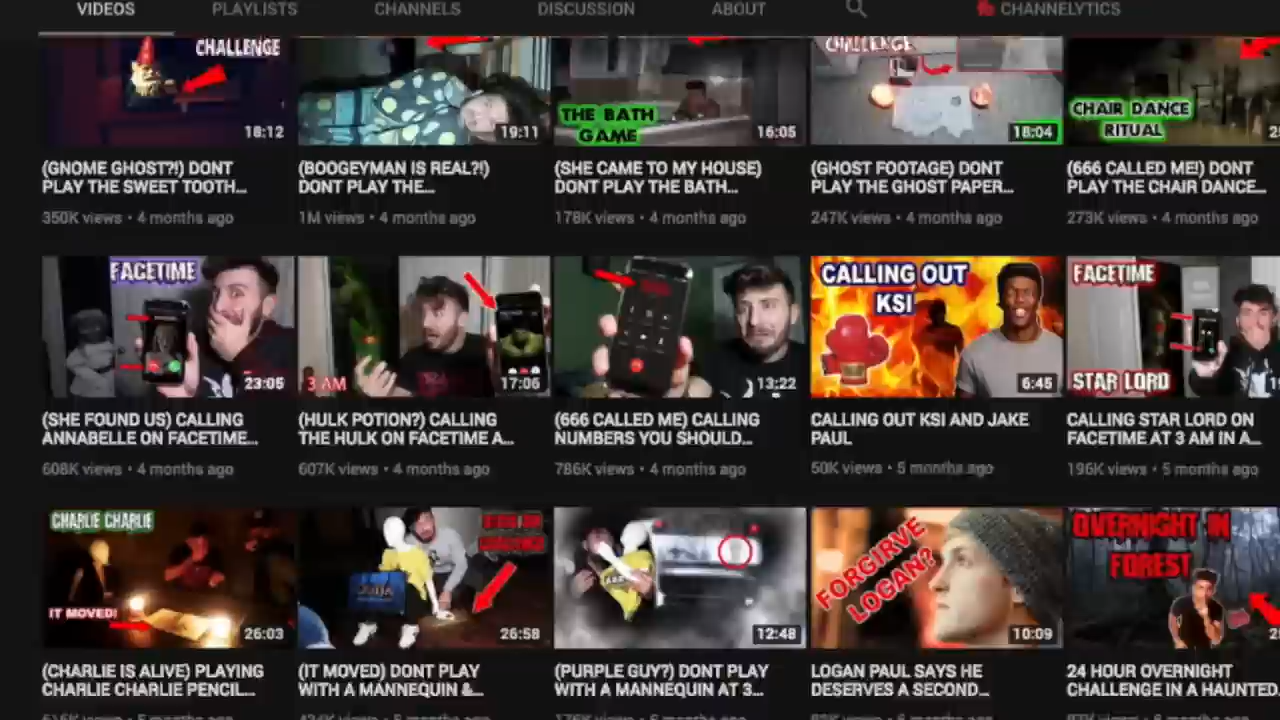 VIDEOS PLAYLISTS CHANNELS DISCUSSION ABOUT CHANNELYTICS
CHALLENGE
18:12
19:11
THE BATH
GAME
16:05
CHALLENGE
18:04
CHAIR DANCE
RITUAL
(GNOME GHOST?!) DONT
PLAY THE SWEET TOOTH...
350K views • 4 months ago
(BOOGEYMAN IS REAL?!)
DONT PLAY THE...
1M views • 4 months ago
(SHE CAME TO MY HOUSE)
DONT PLAY THE BATH...
178K views • 4 months ago
(GHOST FOOTAGE) DONT
PLAY THE GHOST PAPER...
247K views • 4 months ago
(666 CALLED ME!) DONT
PLAY THE CHAIR DANCE...
273K views • 4 months ago
FACETIME
23:05
3 AM
17:06
13:22
CALLING OUT
KSI
6:45
FACETIME
STAR LORD
(SHE FOUND US) CALLING
ANNABELLE ON FACETIME...
608K views • 4 months ago
(HULK POTION?) CALLING
THE HULK ON FACETIME A...
607K views • 4 months ago
(666 CALLED ME) CALLING
NUMBERS YOU SHOULD...
786K views • 4 months ago
CALLING OUT KSI AND JAKE
PAUL
50K views • 5 months ago
CALLING STAR LORD ON
FACETIME AT 3 AM IN A...
196K views • 5 months ago
CHARLIE CHARLIE
IT MOVED!
26:03
26:58
12:48
FORGIRVE
LOGAN?
10:09
OVERNIGHT IN
FOREST
(CHARLIE IS ALIVE) PLAYING
CHARLIE CHARLIE PENCIL...
(IT MOVED) DONT PLAY
WITH A MANNEQUIN &...
(PURPLE GUY?) DONT PLAY
WITH A MANNEQUIN AT 3...
LOGAN PAUL SAYS HE
DESERVES A SECOND...
24 HOUR OVERNIGHT
CHALLENGE IN A HAUNTED